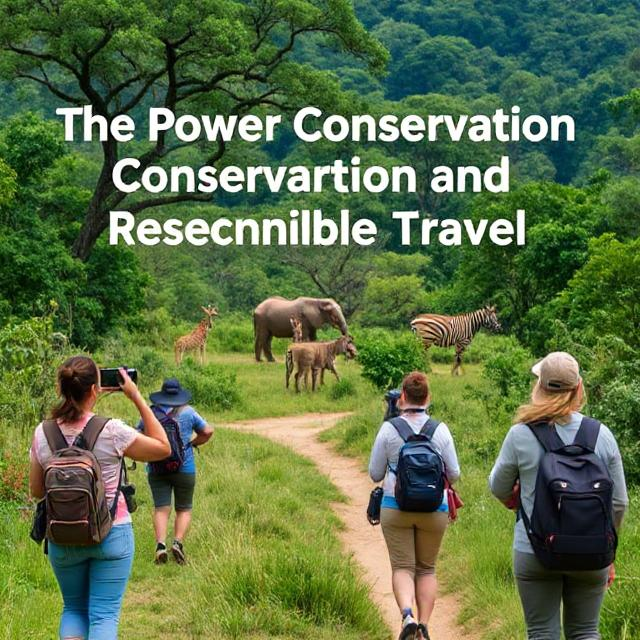 The Power Conservation
Conservartion and
Resecnnilble Travel